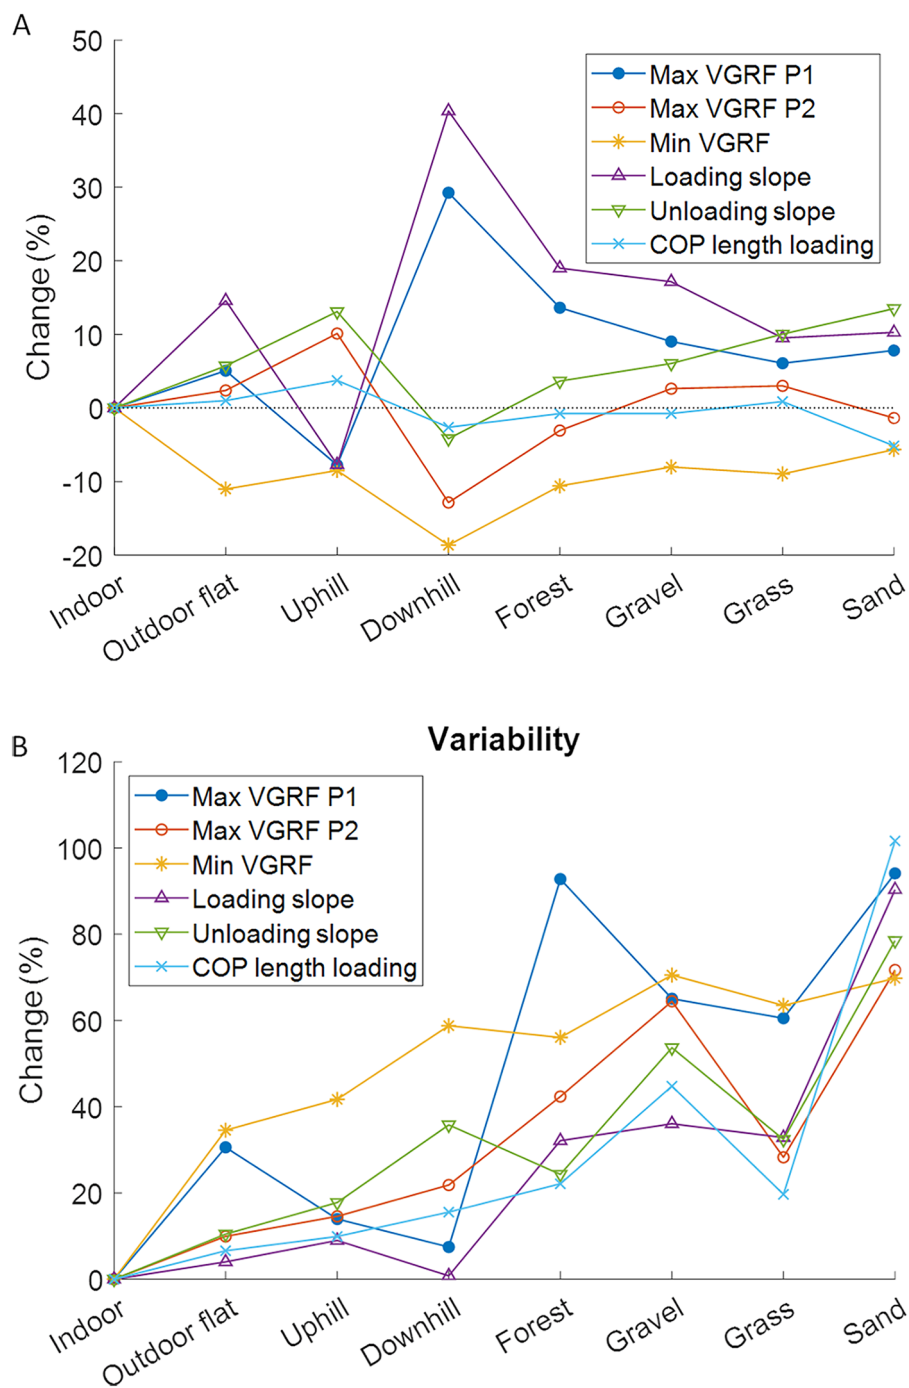 A
50
40
30
20
10
0
-10
-20
Change (%)
Max VGRF P1
Max VGRF P2
Min VGRF
Loading slope
Unloading slope
COP length loading
Indoor
Outdoor flat
Uphill
Downhill
Forest
Gravel
Grass
Sand
B
Variability
120
100
80
60
40
20
0
Change (%)
Max VGRF P1
Max VGRF P2
Min VGRF
Loading slope
Unloading slope
COP length loading
Indoor
Outdoor flat
Uphill
Downhill
Forest
Gravel
Grass
Sand